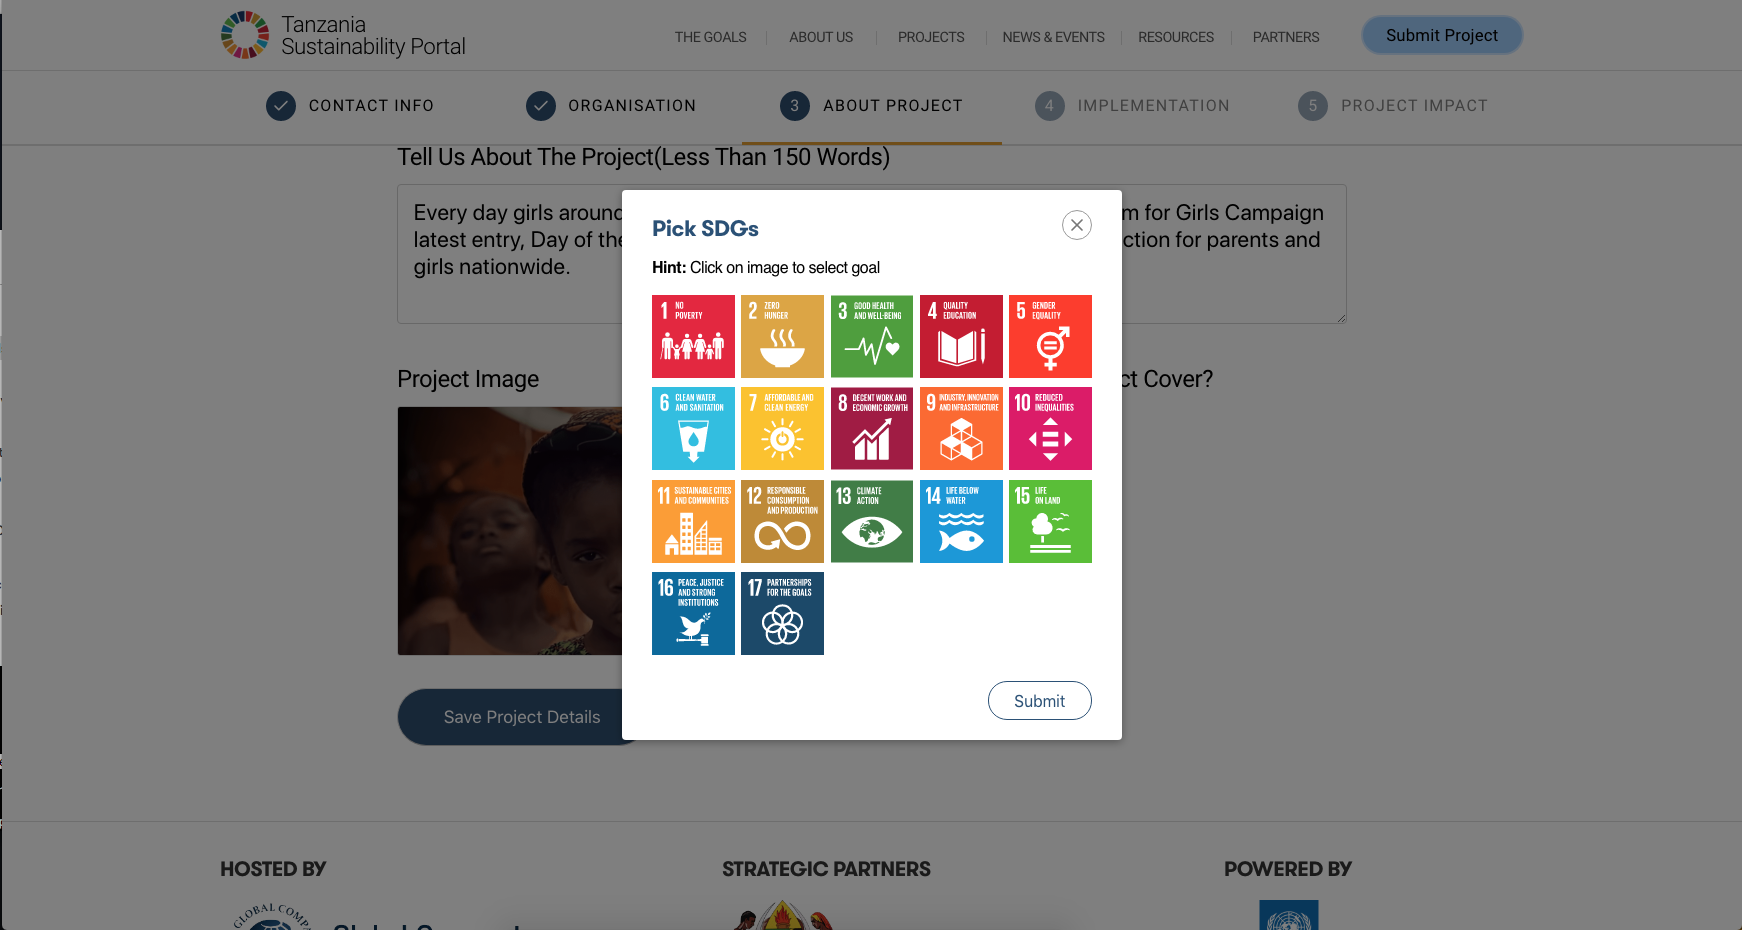 Tanzania
Sustainability Portal
THE GOALS
ABOUT US
PROJECTS
NEWS & EVENTS
RESOURCES
PARTNERS
Submit Project
CONTACT INFO
ORGANISATION
3 ABOUT PROJECT
4 IMPLEMENTATION
5 PROJECT IMPACT
Tell Us About The Project(Less Than 150 Words)
Every day girls around
m for Girls Campaign
latest entry, Day of the
ction for parents and
girls nationwide.
Pick SDGs
Hint: Click on image to select goal
1 NO
POVERTY
2 ZERO
HUNGER
3 GOOD HEALTH
AND WELL-BEING
4 QUALITY
EDUCATION
5 GENDER
EQUALITY
6 CLEAN WATER
AND SANITATION
7 AFFORDABLE AND
CLEAN ENERGY
8 DECENT WORK AND
ECONOMIC GROWTH
9 INDUSTRY, INNOVATION
AND INFRASTRUCTURE
10 REDUCED
INEQUALITIES
11 SUSTAINABLE CITIES
AND COMMUNITIES
12 RESPONSIBLE
CONSUMPTION
AND PRODUCTION
13 CLIMATE
ACTION
14 LIFE BELOW
WATER
15 LIFE
ON LAND
16 PEACE, JUSTICE
AND STRONG
INSTITUTIONS
17 PARTNERSHIPS
FOR THE GOALS
Submit
Project Image
ct Cover?
Save Project Details
HOSTED BY
STRATEGIC PARTNERS
POWERED BY
GLOBAL COMP